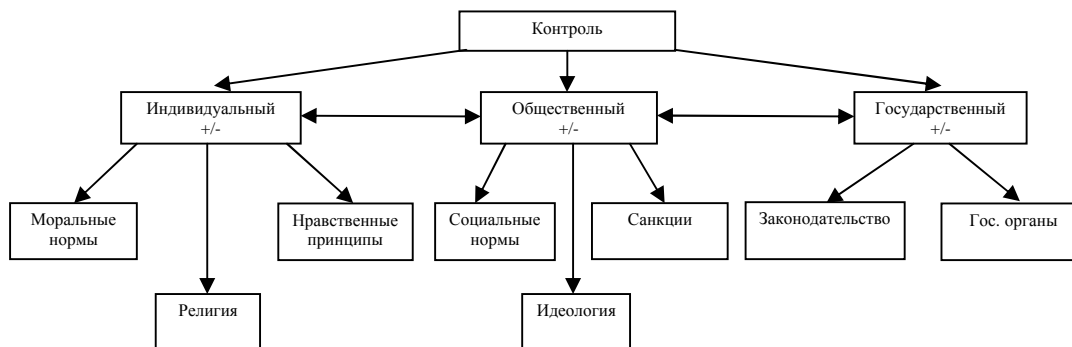 Контроль
Индивидуальный
+/-
Общественный
+/-
Государственный
+/-
Моральные
нормы
Нравственные
принципы
Социальные
нормы
Санкции
Законодательство
Гос. органы
Религия
Идеология